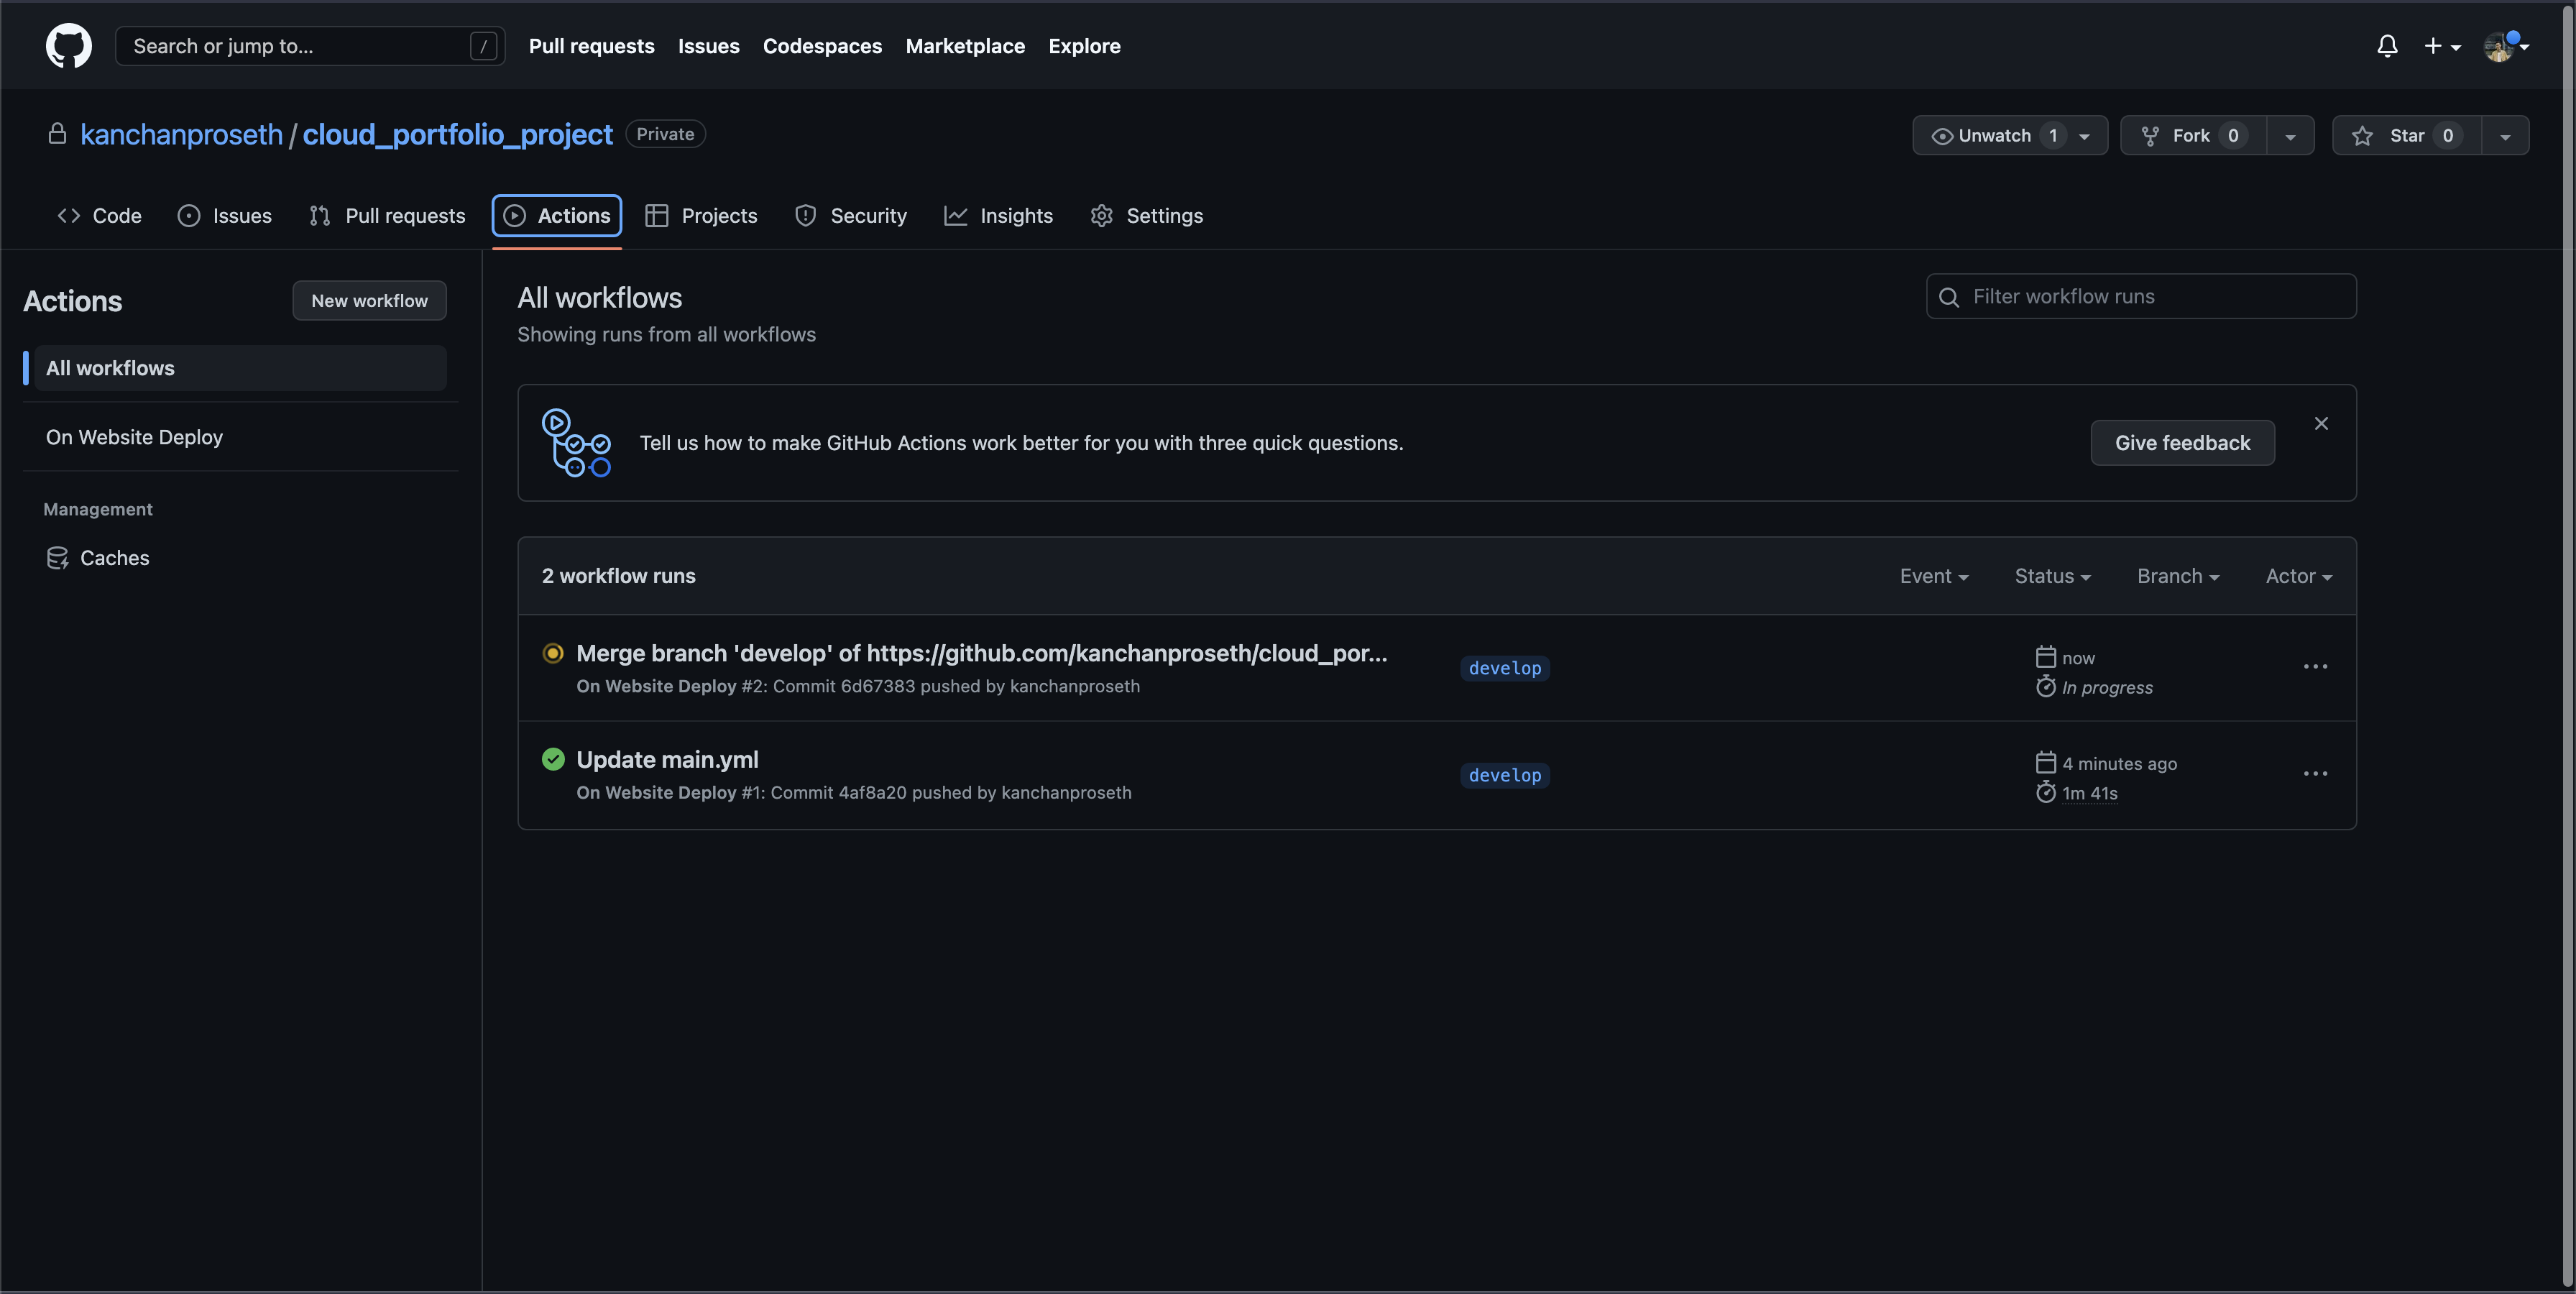 Search or jump to... /
Pull requests Issues Codespaces Marketplace Explore
kanchanproseth / cloud_portfolio_project Private
Unwatch 1 Fork 0 Star 0
Code Issues Pull requests Actions Projects Security Insights Settings
Actions
New workflow
All workflows
On Website Deploy
Management
Caches
All workflows
Showing runs from all workflows
Filter workflow runs
Tell us how to make GitHub Actions work better for you with three quick questions.
Give feedback
2 workflow runs
Event Status Branch Actor
Merge branch 'develop' of https://github.com/kanchanproseth/cloud_por...
On Website Deploy #2: Commit 6d67383 pushed by kanchanproseth
develop
now
In progress
Update main.yml
On Website Deploy #1: Commit 4af8a20 pushed by kanchanproseth
develop
4 minutes ago
1m 41s